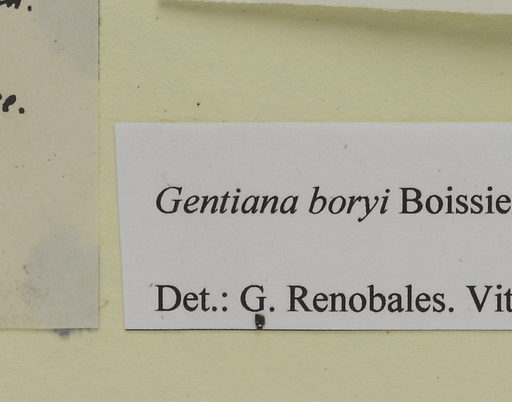 Gentiana boryi Boissie
Det.: G. Renobales. Vit